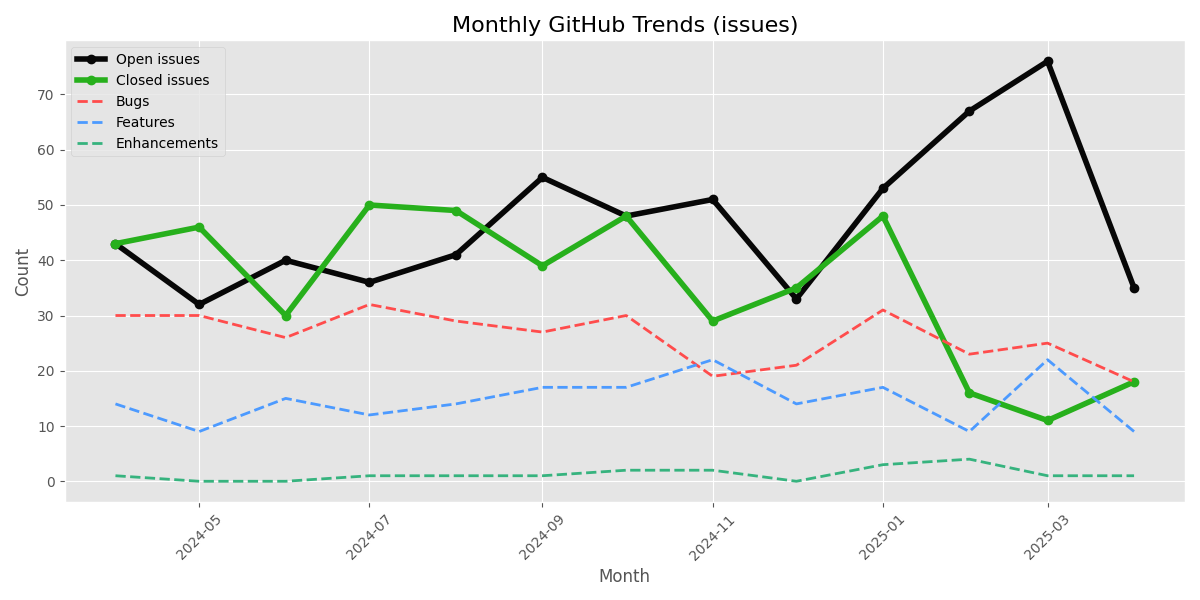 Monthly GitHub Trends (issues)
Open issues
Closed issues
Bugs
Features
Enhancements
70
60
50
40
30
20
10
0
Count
2024-05
2024-07
2024-09
2024-11
2025-01
2025-03
Month